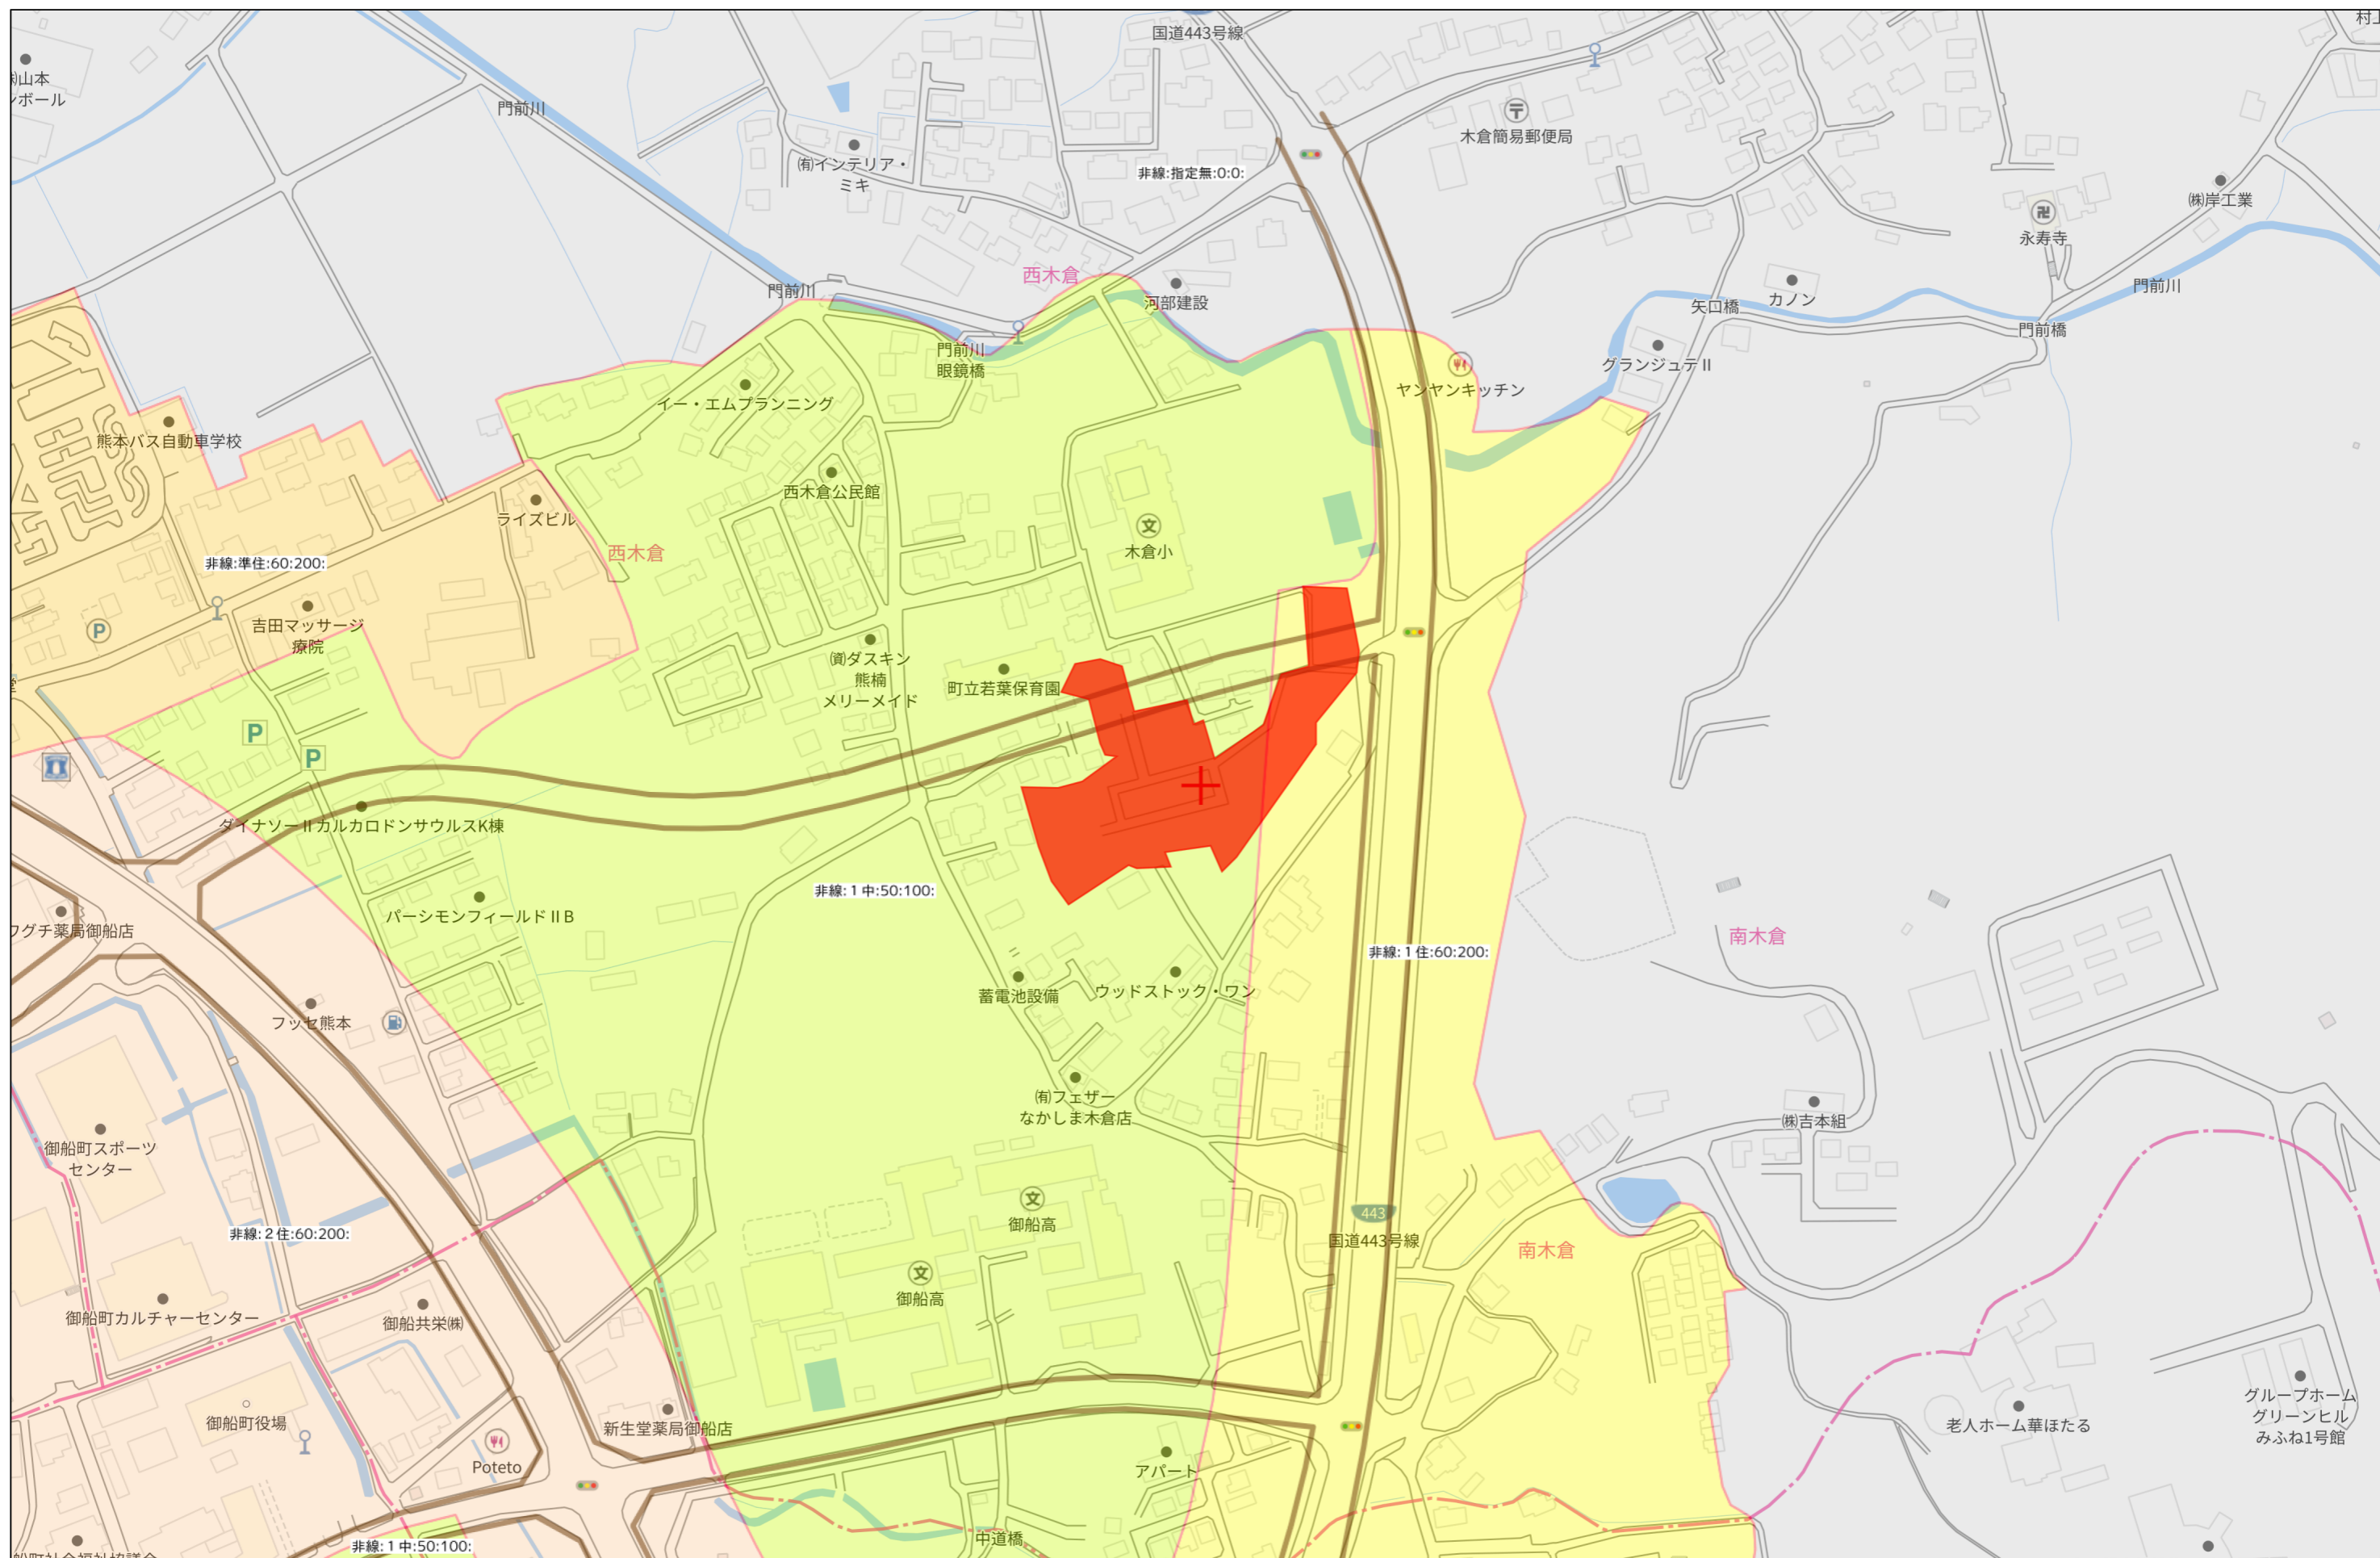 国道443号線
㈱山本
ンボール
門前川
木倉簡易郵便局
㈲インテリア・
ミキ
非線:指定無:0:0:
㈱岸工業
永寿寺
西木倉
門前川
河部建設
カノン
矢口橋
門前川
門前橋
門前川
眼鏡橋
グランジュテⅡ
ヤンヤンキッチン
イー・エムプランニング
熊本バス自動車学校
西木倉公民館
ライズビル
文
木倉小
西木倉
非線:準住:60:200:
P
吉田マッサージ
療院
㈾ダスキン
熊楠
メリーメイド
町立若葉保育園
P
P
ダイナソーⅡカルカロドンサウルスK棟
非線:1中:50:100:
パーシモンフィールドⅡB
ワグチ薬局御船店
南木倉
非線:1住:60:200:
蓄電池設備
ウッドストック・ワン
フッセ熊本
㈲フェザー
なかしま木倉店
㈱吉本組
御船町スポーツ
センター
文
御船高
443
国道443号線
南木倉
非線:2住:60:200:
文
御船高
御船町カルチャーセンター
御船共栄㈱
グループホーム
グリーンヒル
みふね1号館
老人ホーム華ほたる
御船町役場
新生堂薬局御船店
Poteto
アパート
中道橋
非線:1中:50:100: